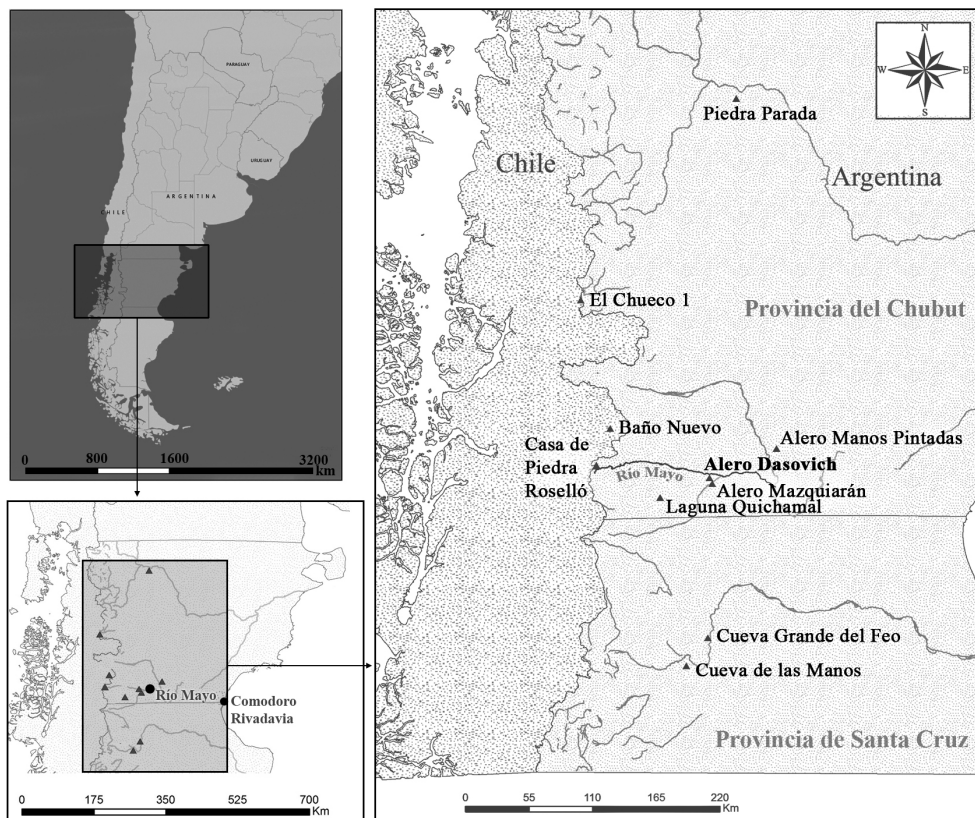 PARAGUAY
URUGUAY
ARGENTINA
CHILE
0 800 1600 3200
km
Río Mayo
Comodoro
Rivadavia
0 175 350 525 700
Km
N
W E
S
Piedra Parada
Chile
Argentina
El Chueco 1
Provincia del Chubut
Baño Nuevo
Alero Manos Pintadas
Casa de
Piedra
Roselló
Alero Dasovich
Río Mayo
Alero Mazquiarán
Laguna Quichamal
Cueva Grande del Feo
Cueva de las Manos
Provincia de Santa Cruz
0 55 110 165 220
Km